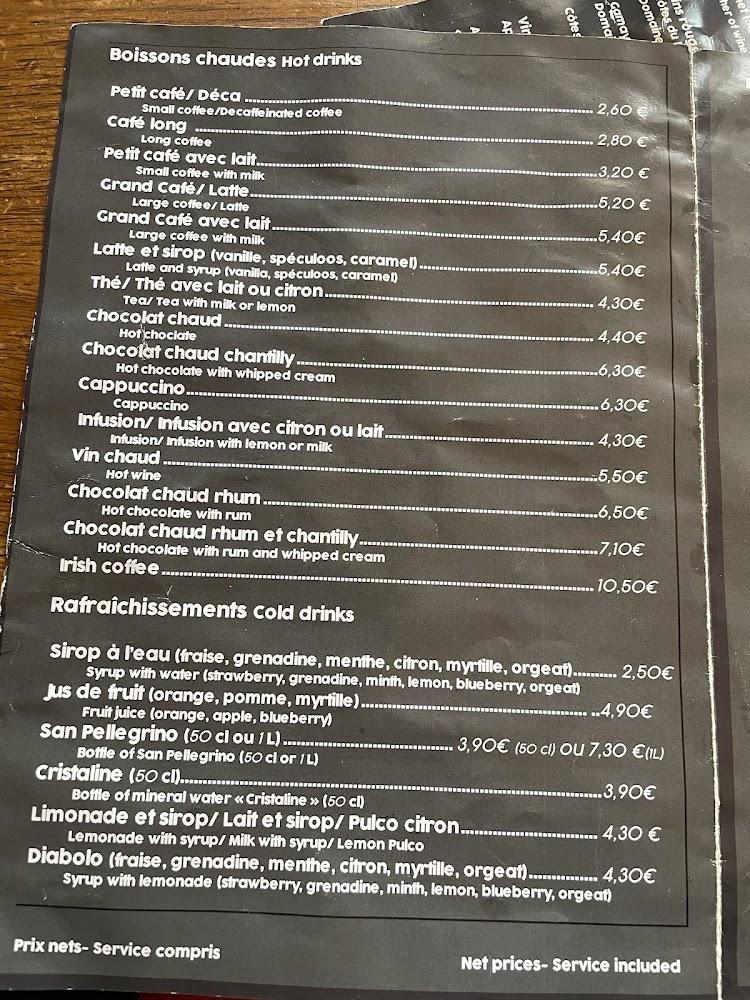 Boissons chaudes Hot drinks
Petit café/ Déca 2,60 €
Small coffee/Decaffeinated coffee
Café long 2,80 €
Long coffee
Petit café avec lait 3,20 €
Small coffee with milk
Grand Café/ Latte 5,20 €
Large coffee/ Latte
Grand Café avec lait 5,40€
Large coffee with milk
Latte et sirop (vanille, spéculoos, caramel) 5,40€
Latte and syrup (vanilla, spéculoos, caramel)
Thé/ Thé avec lait ou citron 4,30€
Tea/ Tea with milk or lemon
Chocolat chaud 4,40€
Hot choclate
Chocolat chaud chantilly 6,30€
Hot chocolate with whipped cream
Cappuccino 6,30€
Cappuccino
Infusion/ Infusion avec citron ou lait 4,30€
Infusion/ Infusion with lemon or milk
Vin chaud 5,50€
Hot wine
Chocolat chaud rhum 6,50€
Hot chocolate with rum
Chocolat chaud rhum et chantilly 7,10€
Hot chocolate with rum and whipped cream
Irish coffee 10,50€
Rafraîchissements Cold drinks
Sirop à l'eau (fraise, grenadine, menthe, citron, myrtille, orgeat) 2,50€
Syrup with water (strawberry, grenadine, minth, lemon, blueberry, orgeat)
Jus de fruit (orange, pomme, myrtille) 4,90€
Fruit juice (orange, apple, blueberry)
San Pellegrino (50 cl ou 1 L) 3,90€ (50 cl) ou 7,30 €(1L)
Bottle of San Pellegrino (50 cl or 1 L)
Cristaline (50 cl) 3,90€
Bottle of mineral water « Cristaline » (50 cl)
Limonade et sirop/ Lait et sirop/ Pulco citron 4,30 €
Lemonade with syrup/ Milk with syrup/ Lemon Pulco
Diabolo (fraise, grenadine, menthe, citron, myrtille, orgeat) 4,30€
Syrup with lemonade (strawberry, grenadine, minth, lemon, blueberry, orgeat)
Prix nets- Service compris
Net prices- Service included